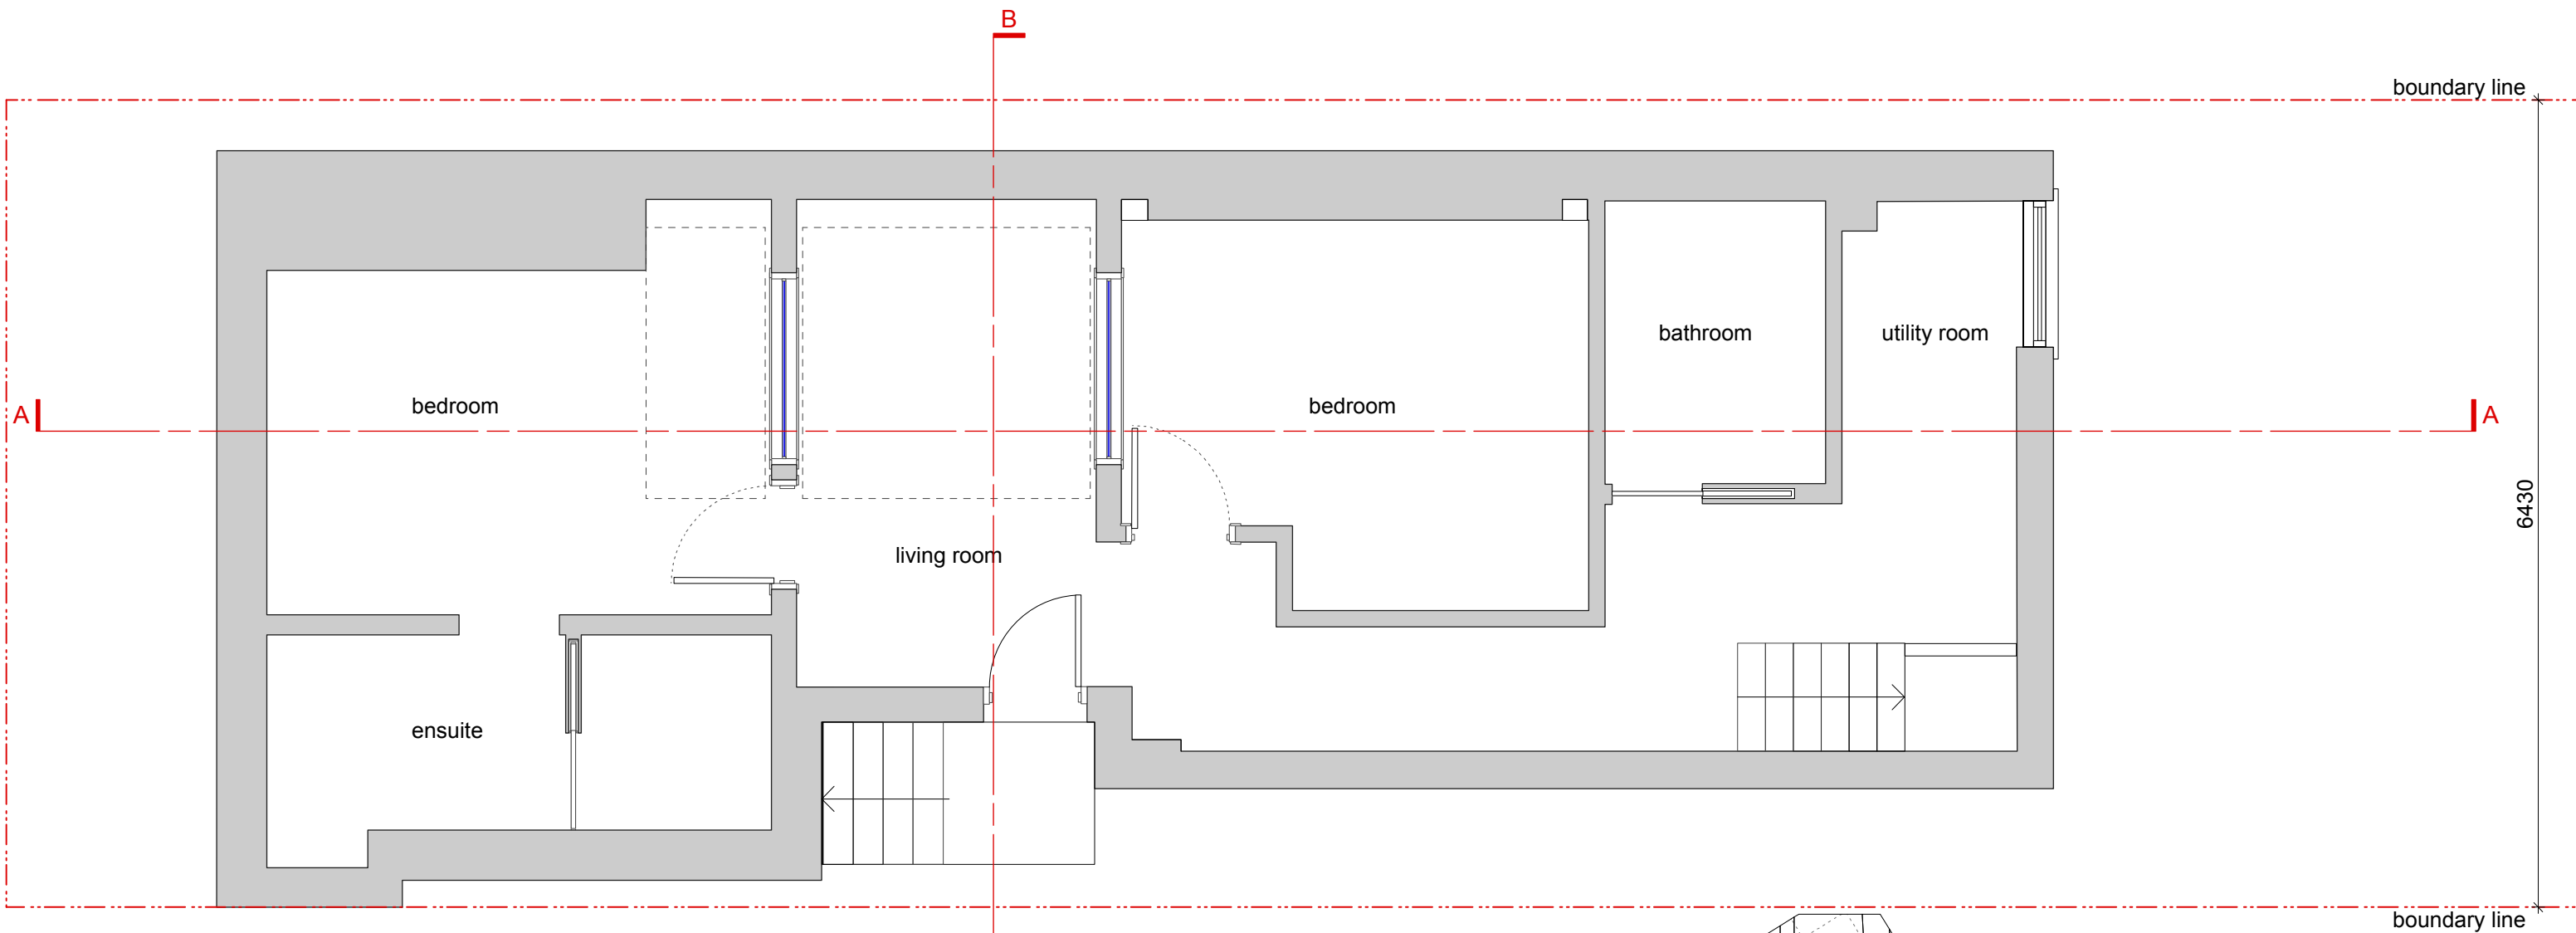 B
boundary line
bathroom
utility room
bedroom
bedroom
A
A
6430
living room
ensuite
boundary line